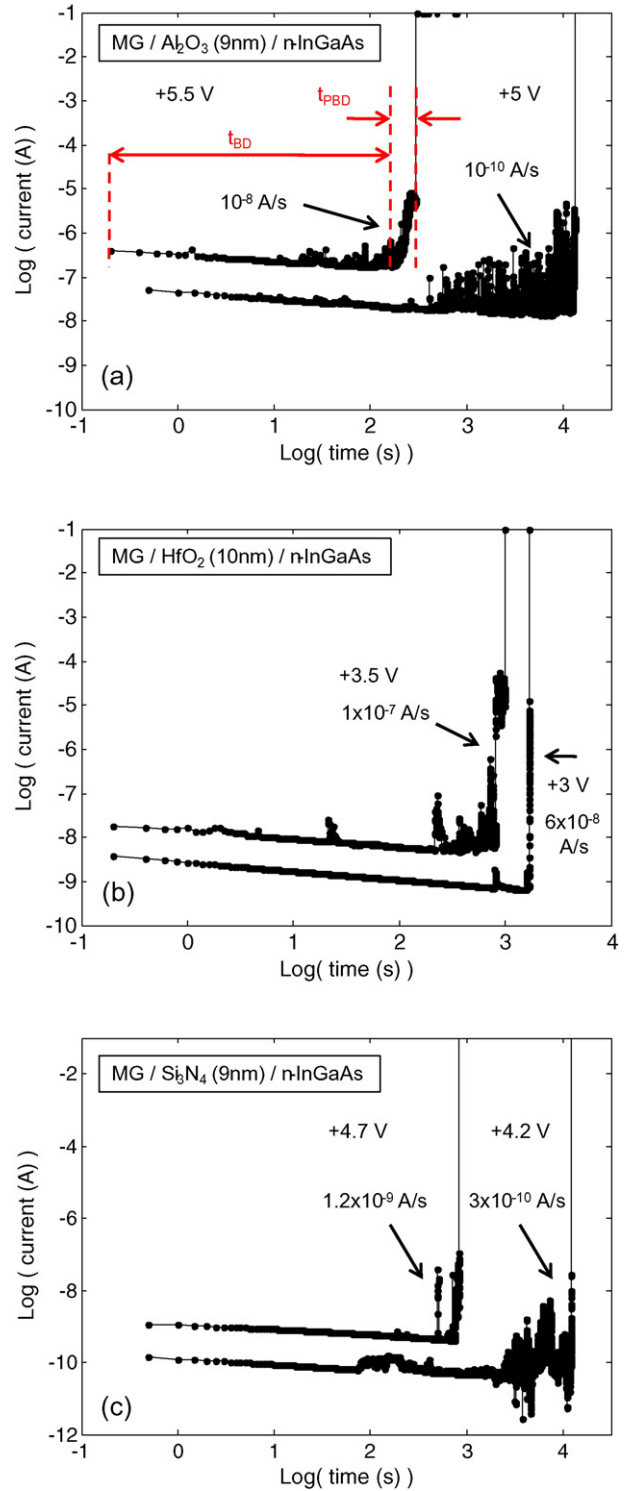 MG / Al₂O₃ (9nm) / n-InGaAs
+5.5 V
t_PBD
+5 V
t_BD
10⁻⁸ A/s
10⁻¹⁰ A/s
(a)
-1
-2
-3
-4
-5
-6
-7
-8
-9
-10
Log ( current (A) )
-1 0 1 2 3 4
Log( time (s) )
MG / HfO₂ (10nm) / n-InGaAs
+3.5 V
1x10⁻⁷ A/s
+3 V
6x10⁻⁸
A/s
(b)
-1
-2
-3
-4
-5
-6
-7
-8
-9
-10
Log ( current (A) )
-1 0 1 2 3 4
Log( time (s) )
MG / Si₃N₄ (9nm) / n-InGaAs
+4.7 V
+4.2 V
1.2x10⁻⁹ A/s
3x10⁻¹⁰ A/s
(c)
-2
-4
-6
-8
-10
-12
Log ( current (A) )
-1 0 1 2 3 4
Log( time (s) )